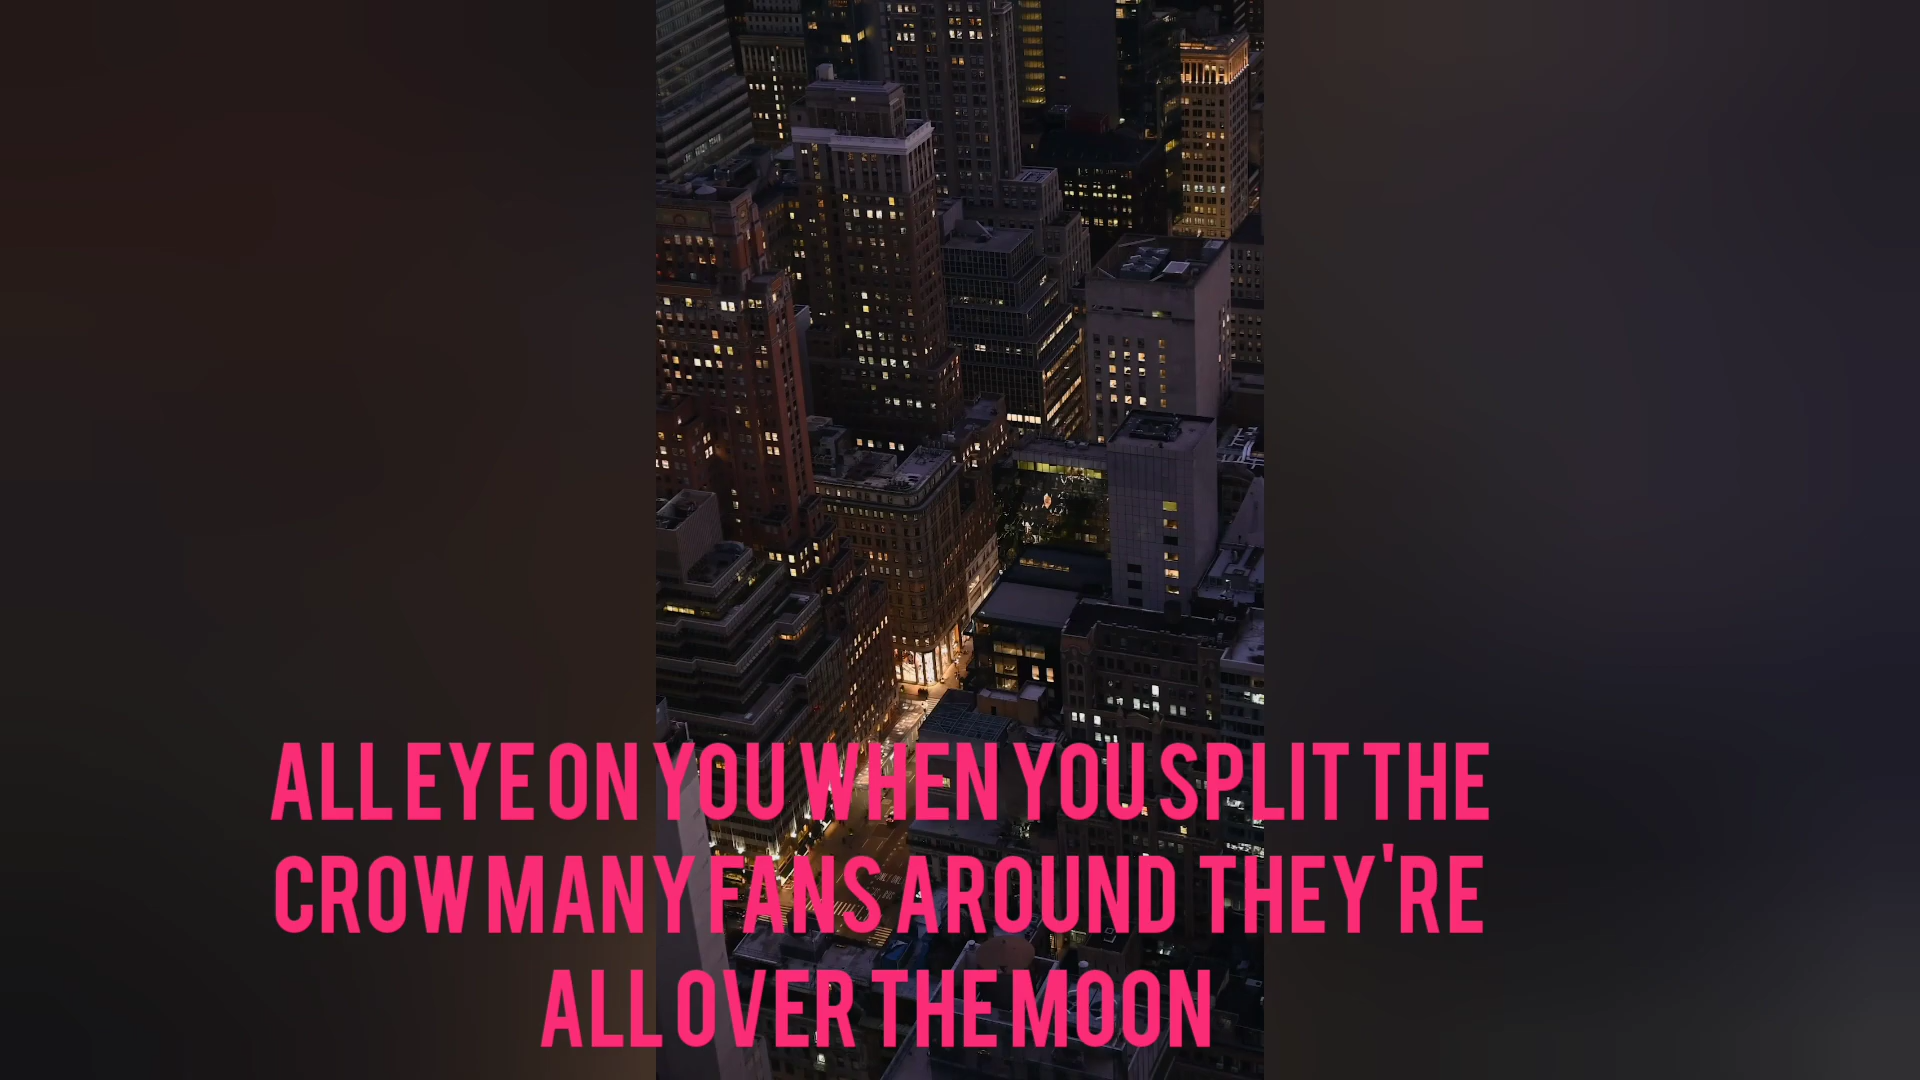 ALL EYE ON YOU WHEN YOU SPLIT THE
CROW MANY FANS AROUND THEY'RE
ALL OVER THE MOON